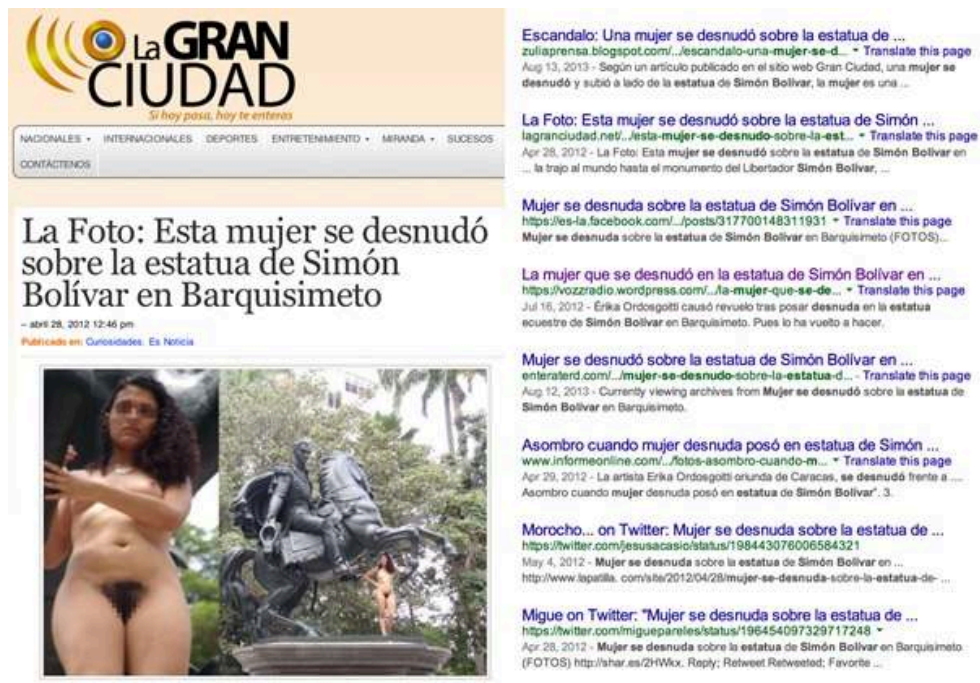 La GRAN
CIUDAD
Si hoy pasa, hoy te enteras
NACIONALES INTERNACIONALES DEPORTES ENTRETENIMIENTO MIRANDA SUCESOS
CONTÁCTENOS
La Foto: Esta mujer se desnudó
sobre la estatua de Simón
Bolívar en Barquisimeto
– abril 28, 2012 12:46 pm
Publicado en: Curiosidades, Es Noticia
Escandalo: Una mujer se desnudó sobre la estatua de ...
zuliaprensa.blogspot.com/.../escandalo-una-mujer-se-d... Translate this page
Aug 13, 2013 - Según un artículo publicado en el sitio web Gran Ciudad, una mujer se
desnudó y subió a lado de la estatua de Simón Bolívar, la mujer es una ...
La Foto: Esta mujer se desnudó sobre la estatua de Simón ...
lagranciudad.net/.../esta-mujer-se-desnudo-sobre-la-est... Translate this page
Apr 28, 2012 - La Foto: Esta mujer se desnudó sobre la estatua de Simón Bolívar en
... la trajo al mundo hasta el monumento del Libertador Simón Bolívar, ...
Mujer se desnuda sobre la estatua de Simón Bolívar en ...
https://es-la.facebook.com/.../posts/317700148311931 Translate this page
Mujer se desnuda sobre la estatua de Simón Bolívar en Barquisimeto (FOTOS)...
La mujer que se desnudó en la estatua de Simón Bolívar en ...
https://vozzradio.wordpress.com/.../la-mujer-que-se-de... Translate this page
Jul 16, 2012 - Érika Ordosgoitti causó revuelo tras posar desnuda en la estatua
ecuestre de Simón Bolívar en Barquisimeto. Pues lo ha vuelto a hacer.
Mujer se desnudó sobre la estatua de Simón Bolívar en ...
enteraterd.com/.../mujer-se-desnudo-sobre-la-estatua-d... - Translate this page
Aug 12, 2013 - Currently viewing archives from Mujer se desnudó sobre la estatua de
Simón Bolívar en Barquisimeto.
Asombro cuando mujer desnuda posó en estatua de Simón ...
www.informeonline.com/.../fotos-asombro-cuando-m... Translate this page
Apr 29, 2012 - La artista Erika Ordosgoitti oriunda de Caracas, se desnudó frente a ....
Asombro cuando mujer desnuda posó en estatua de Simón Bolívar". 3.
Morocho... on Twitter: Mujer se desnuda sobre la estatua de ...
https://twitter.com/jesusacasio/status/198443076006584321
May 4, 2012 - Mujer se desnuda sobre la estatua de Simón Bolívar en ...
http://www.lapatilla. com/site/2012/04/28/mujer-se-desnuda-sobre-la-estatua-de- ...
Migue on Twitter: "Mujer se desnuda sobre la estatua de ...
https://twitter.com/miguepareles/status/196454097329717248
Apr 28, 2012 - Mujer se desnuda sobre la estatua de Simón Bolívar en Barquisimeto
(FOTOS) http://shar.es/2HWkx. Reply; Retweet Retweeted; Favorite ...